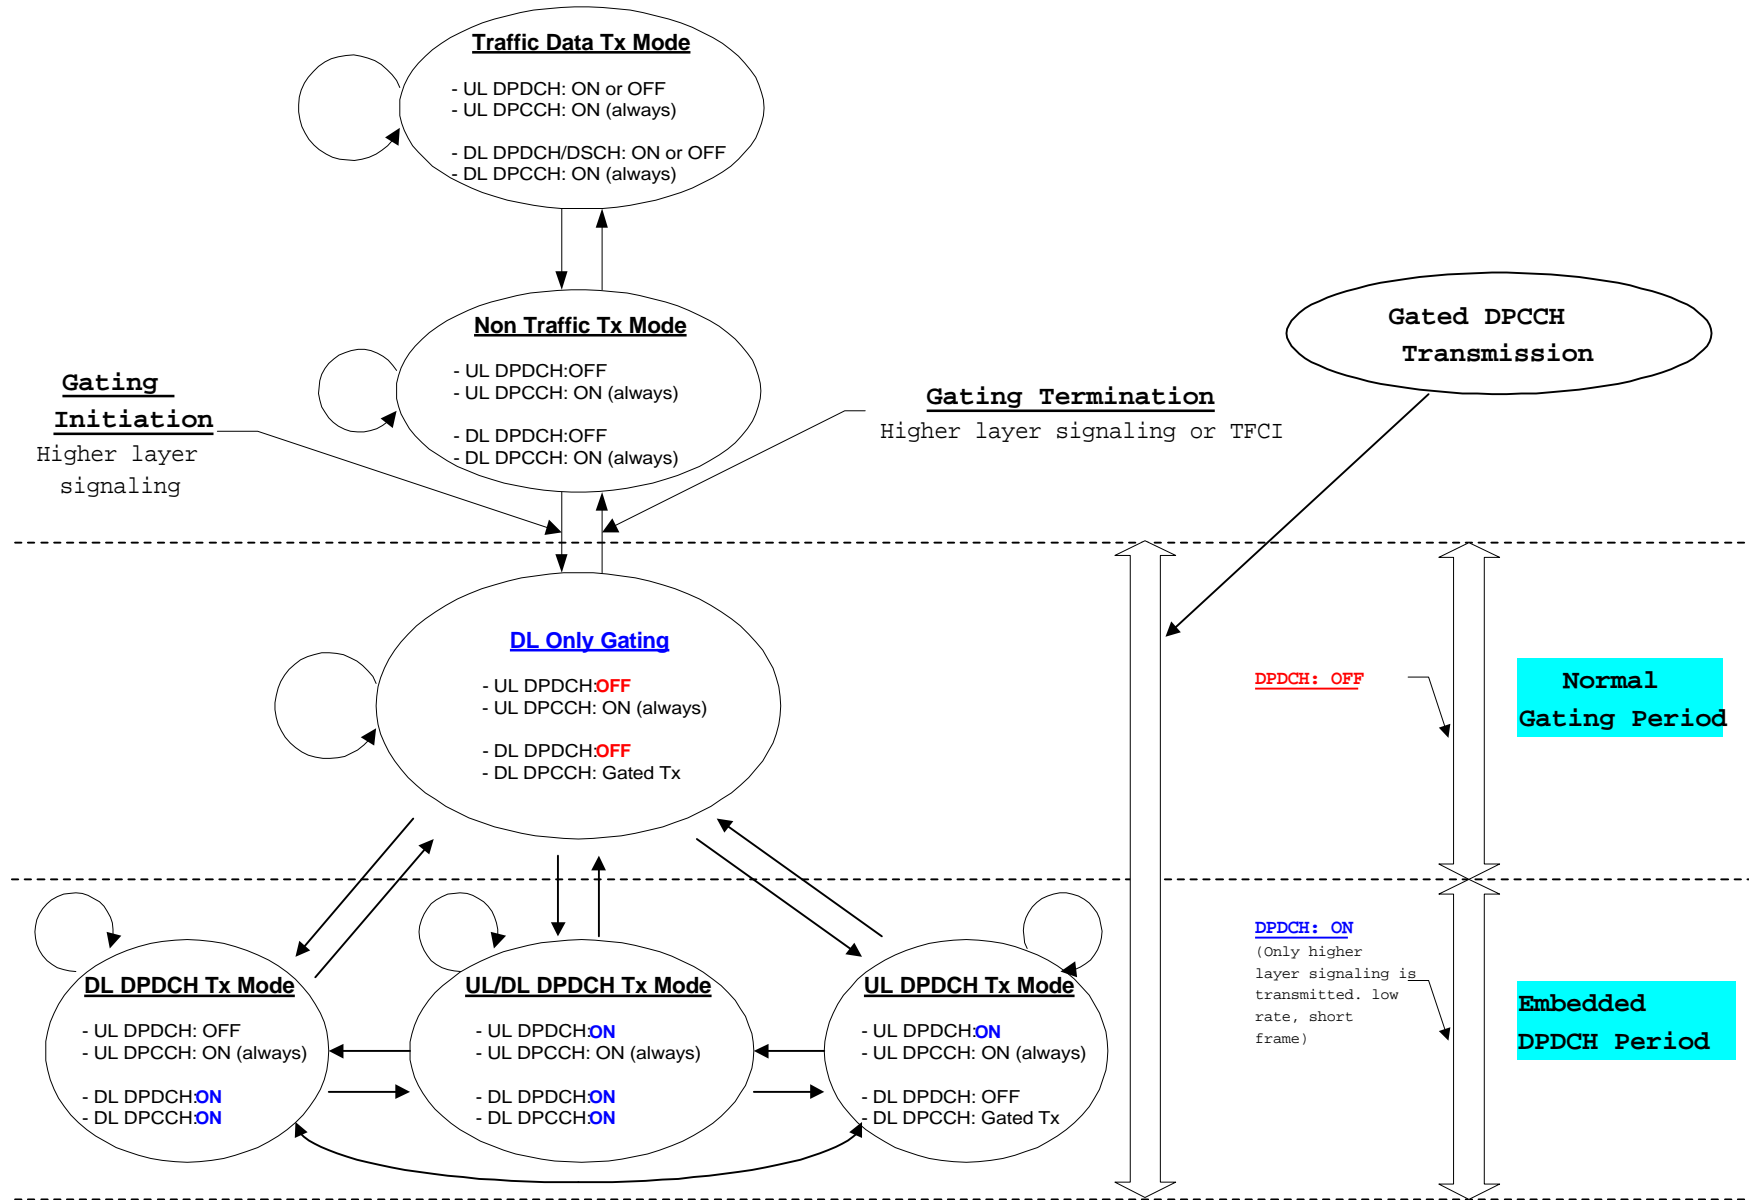 Traffic Data Tx Mode
- UL DPDCH: ON or OFF
- UL DPCCH: ON (always)
- DL DPDCH/DSCH: ON or OFF
- DL DPCCH: ON (always)
Non Traffic Tx Mode
- UL DPDCH:OFF
- UL DPCCH: ON (always)
- DL DPDCH:OFF
- DL DPCCH: ON (always)
Gating
Initiation
Higher layer
signaling
Gating Termination
Higher layer signaling or TFCI
Gated DPCCH
Transmission
DL Only Gating
- UL DPDCH:OFF
- UL DPCCH: ON (always)
- DL DPDCH:OFF
- DL DPCCH: Gated Tx
DPDCH: OFF
Normal
Gating Period
DL DPDCH Tx Mode
- UL DPDCH: OFF
- UL DPCCH: ON (always)
- DL DPDCH:ON
- DL DPCCH:ON
UL/DL DPDCH Tx Mode
- UL DPDCH:ON
- UL DPCCH: ON (always)
- DL DPDCH:ON
- DL DPCCH:ON
UL DPDCH Tx Mode
- UL DPDCH:ON
- UL DPCCH: ON (always)
- DL DPDCH: OFF
- DL DPCCH: Gated Tx
DPDCH: ON
(Only higher
layer signaling is
transmitted. low
rate, short
frame)
Embedded
DPDCH Period